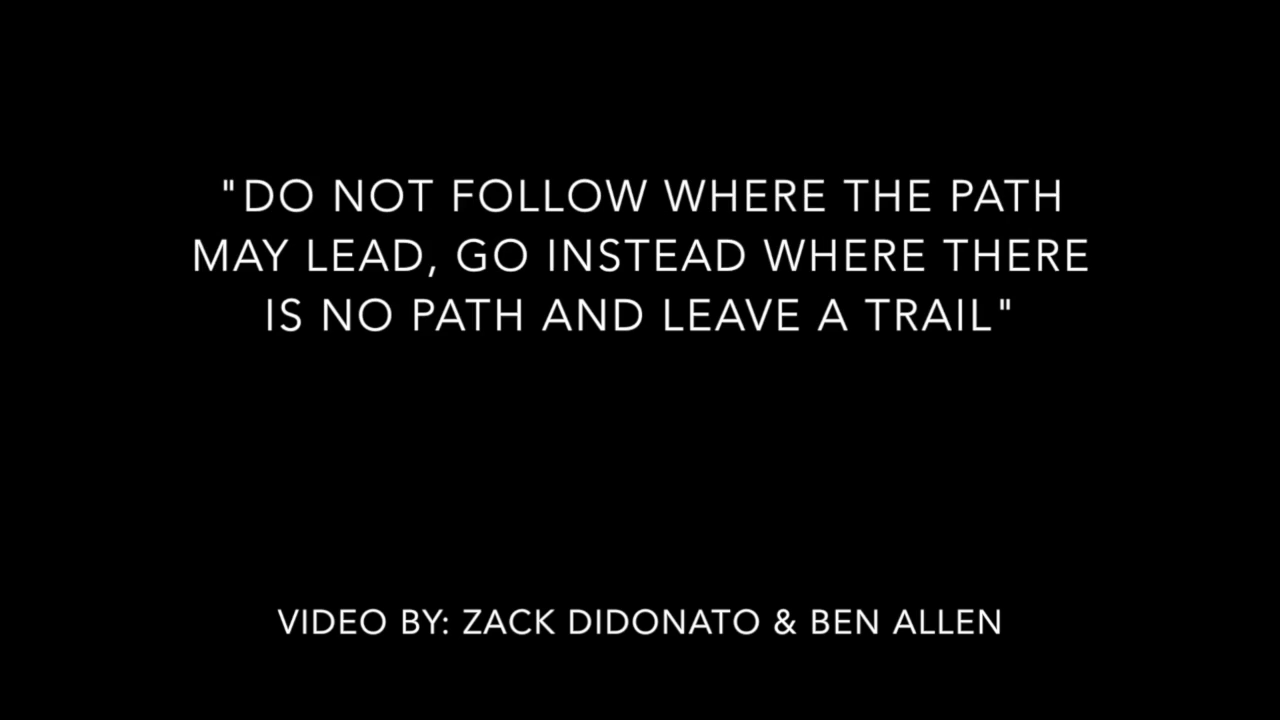 "DO NOT FOLLOW WHERE THE PATH
MAY LEAD, GO INSTEAD WHERE THERE
IS NO PATH AND LEAVE A TRAIL"
VIDEO BY: ZACK DIDONATO & BEN ALLEN